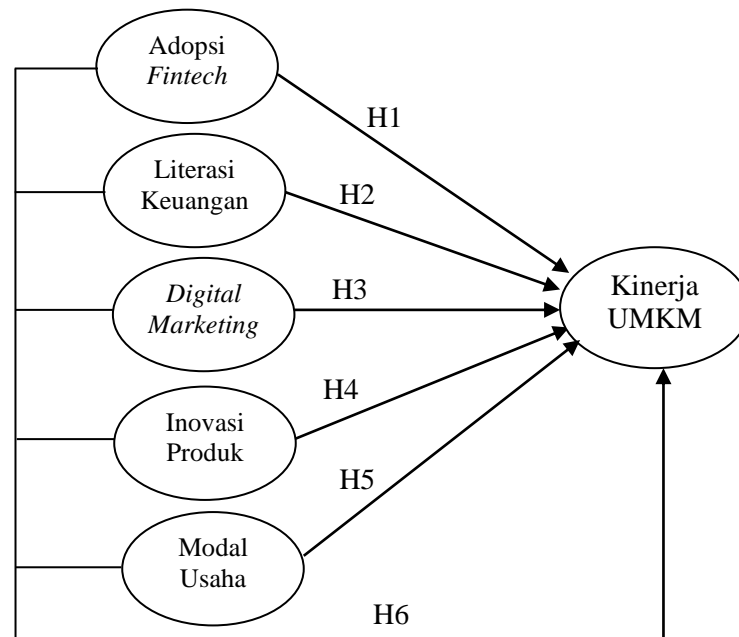 Adopsi
Fintech
H1
Literasi
Keuangan
H2
Digital
Marketing
H3
Kinerja
UMKM
Inovasi
Produk
H4
Modal
Usaha
H5
H6